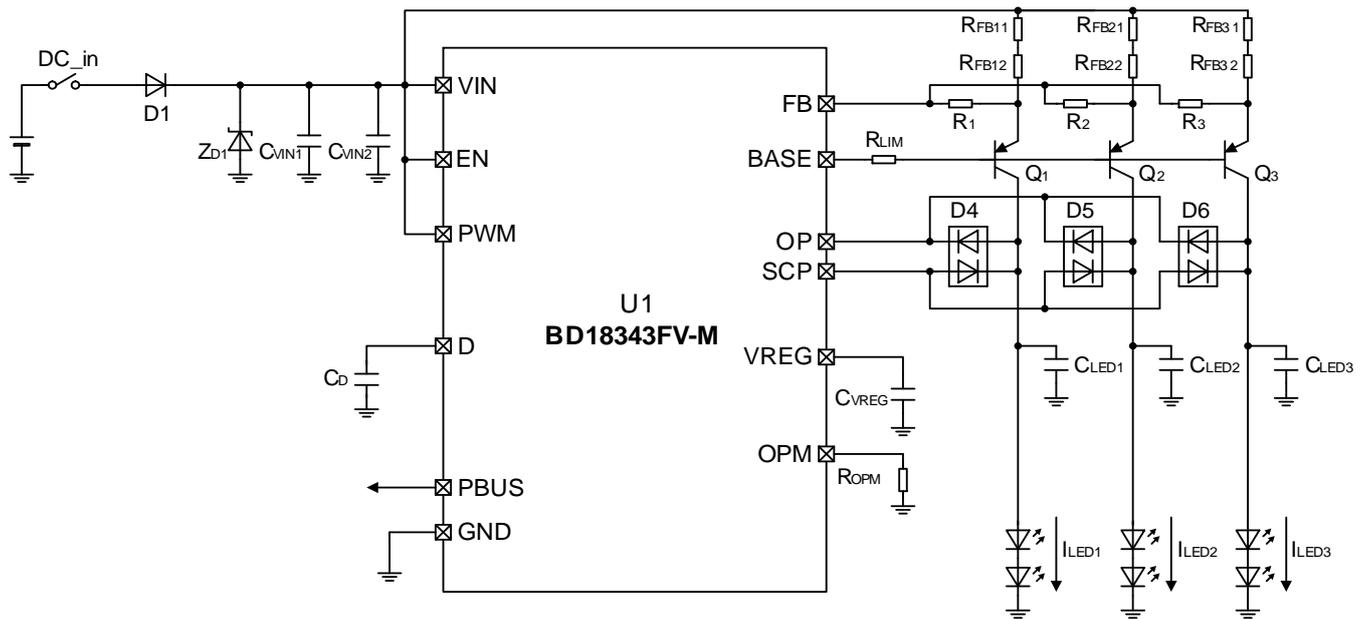 RFB11
RFB21
RFB31
DC_in
RFB12
RFB22
RFB32
D1
VIN
FB
R1
R2
R3
ZD1
CVIN1
CVIN2
EN
BASE
RLIM
Q1
Q2
Q3
PWM
D4
D5
D6
OP
SCP
U1
BD18343FV-M
D
VREG
CD
CLED1
CLED2
CLED3
CVREG
OPM
ROPM
PBUS
GND
ILED1
ILED2
ILED3